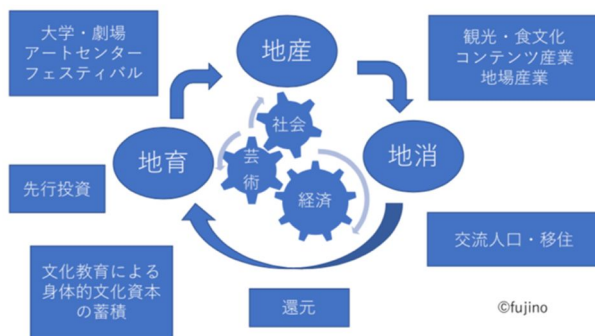 大学・劇場
アートセンター
フェスティバル
地産
観光・食文化
コンテンツ産業
地場産業
社会
地育
芸
術
地消
経済
先行投資
交流人口・移住
文化教育による
身体的文化資本
の蓄積
還元
©fujino